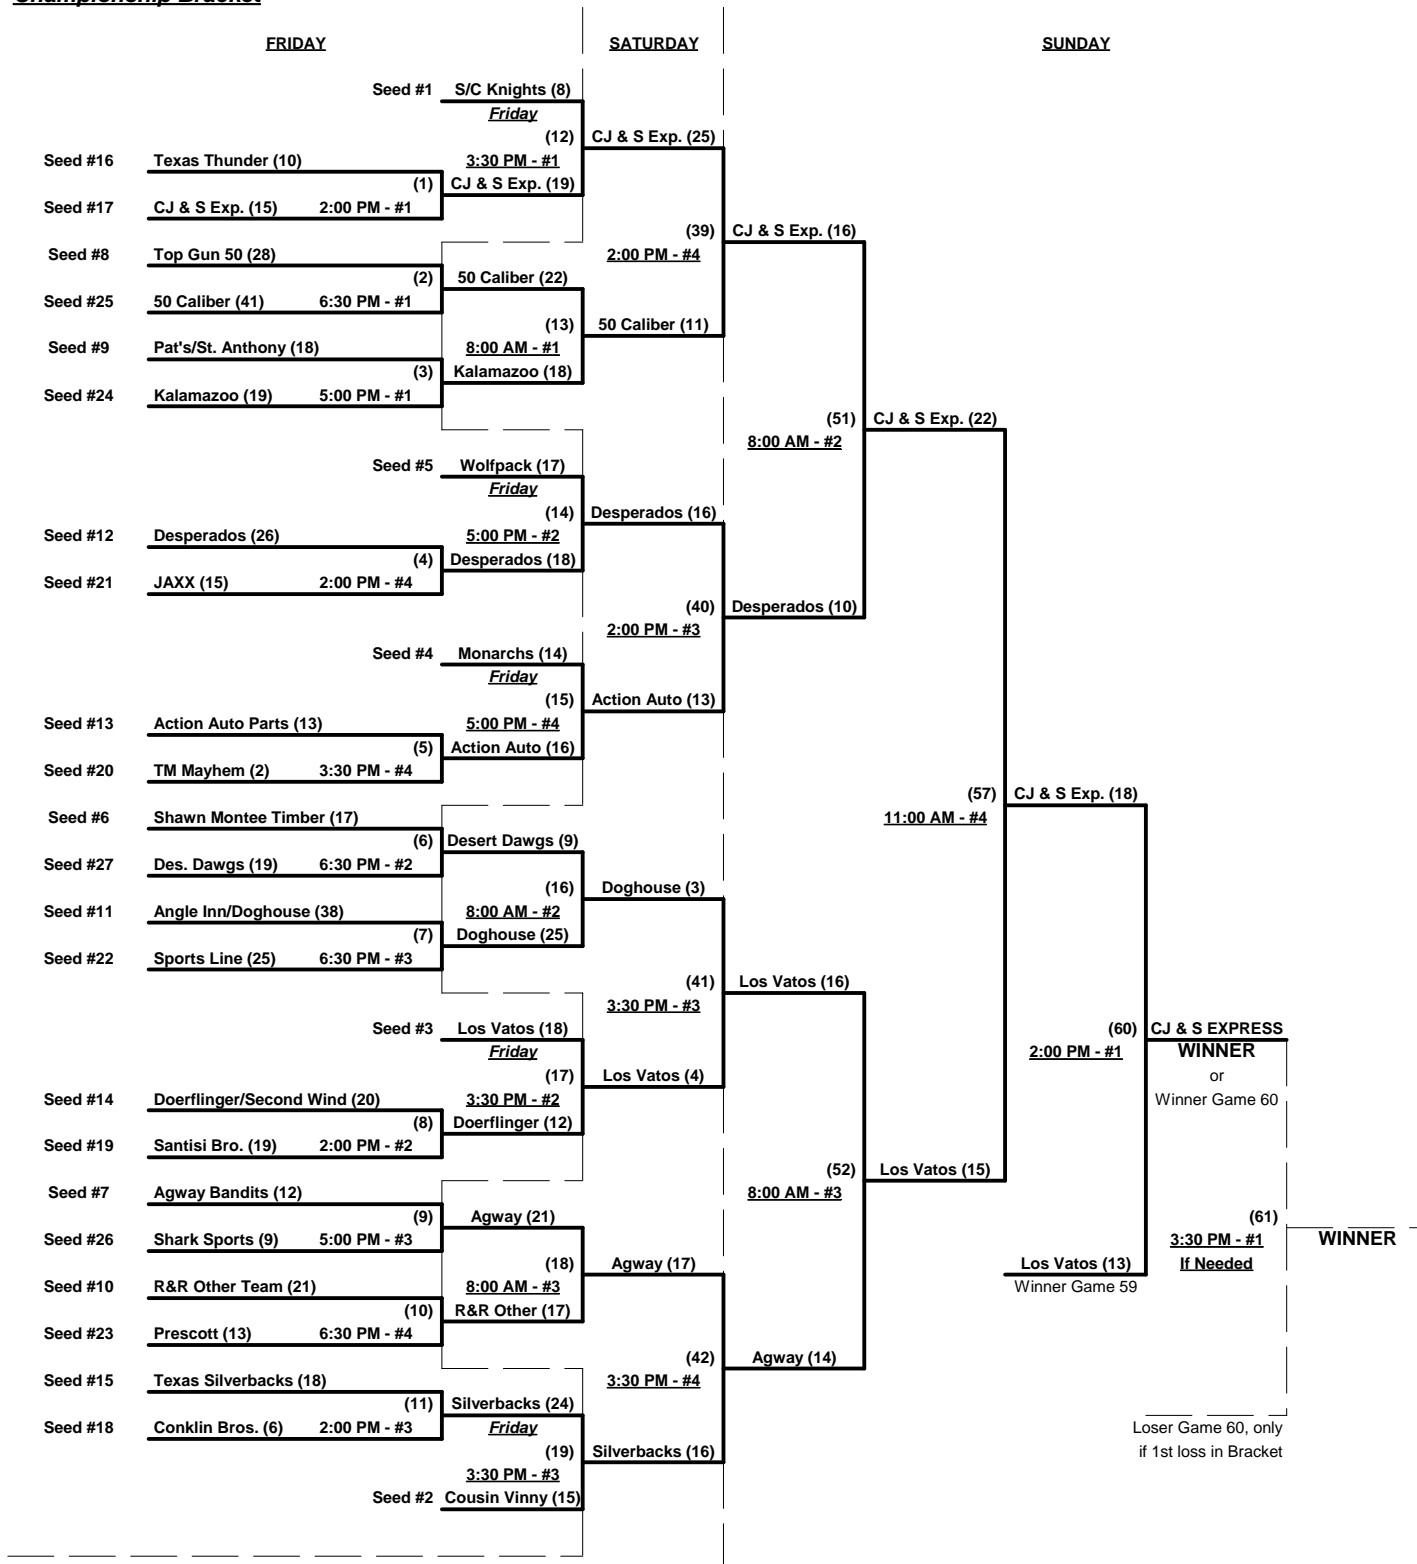 Championship Bracket
FRIDAY SATURDAY SUNDAY
Seed #1 S/C Knights (8)
Friday
(12) CJ & S Exp. (25)
Seed #16 Texas Thunder (10) 3:30 PM - #1
(1) CJ & S Exp. (19)
Seed #17 CJ & S Exp. (15) 2:00 PM - #1
(39) CJ & S Exp. (16)
Seed #8 Top Gun 50 (28) 2:00 PM - #4
(2) 50 Caliber (22)
Seed #25 50 Caliber (41) 6:30 PM - #1
(13) 50 Caliber (11)
Seed #9 Pat's/St. Anthony (18) 8:00 AM - #1
(3) Kalamazoo (18)
Seed #24 Kalamazoo (19) 5:00 PM - #1
(51) CJ & S Exp. (22)
8:00 AM - #2
Seed #5 Wolfpack (17)
Friday
(14) Desperados (16)
Seed #12 Desperados (26) 5:00 PM - #2
(4) Desperados (18)
Seed #21 JAXX (15) 2:00 PM - #4
(40) Desperados (10)
2:00 PM - #3
Seed #4 Monarchs (14)
Friday
(15) Action Auto (13)
Seed #13 Action Auto Parts (13) 5:00 PM - #4
(5) Action Auto (16)
Seed #20 TM Mayhem (2) 3:30 PM - #4
(57) CJ & S Exp. (18)
Seed #6 Shawn Montee Timber (17) 11:00 AM - #4
(6) Desert Dawgs (9)
Seed #27 Des. Dawgs (19) 6:30 PM - #2
(16) Doghouse (3)
Seed #11 Angle Inn/Doghouse (38) 8:00 AM - #2
(7) Doghouse (25)
Seed #22 Sports Line (25) 6:30 PM - #3
(41) Los Vatos (16)
3:30 PM - #3
Seed #3 Los Vatos (18) (60) CJ & S EXPRESS
Friday 2:00 PM - #1 WINNER
(17) Los Vatos (4) or
Seed #14 Doerflinger/Second Wind (20) 3:30 PM - #2 Winner Game 60
(8) Doerflinger (12)
Seed #19 Santisi Bro. (19) 2:00 PM - #2
(52) Los Vatos (15)
Seed #7 Agway Bandits (12) 8:00 AM - #3
(9) Agway (21) (61)
Seed #26 Shark Sports (9) 5:00 PM - #3 3:30 PM - #1 WINNER
(18) Agway (17) Los Vatos (13) If Needed
Seed #10 R&R Other Team (21) 8:00 AM - #3 Winner Game 59
(10) R&R Other (17)
Seed #23 Prescott (13) 6:30 PM - #4
(42) Agway (14)
Seed #15 Texas Silverbacks (18) 3:30 PM - #4
(11) Silverbacks (24)
Seed #18 Conklin Bros. (6) 2:00 PM - #3 Friday Loser Game 60, only
(19) Silverbacks (16) if 1st loss in Bracket
3:30 PM - #3
Seed #2 Cousin Vinny (15)